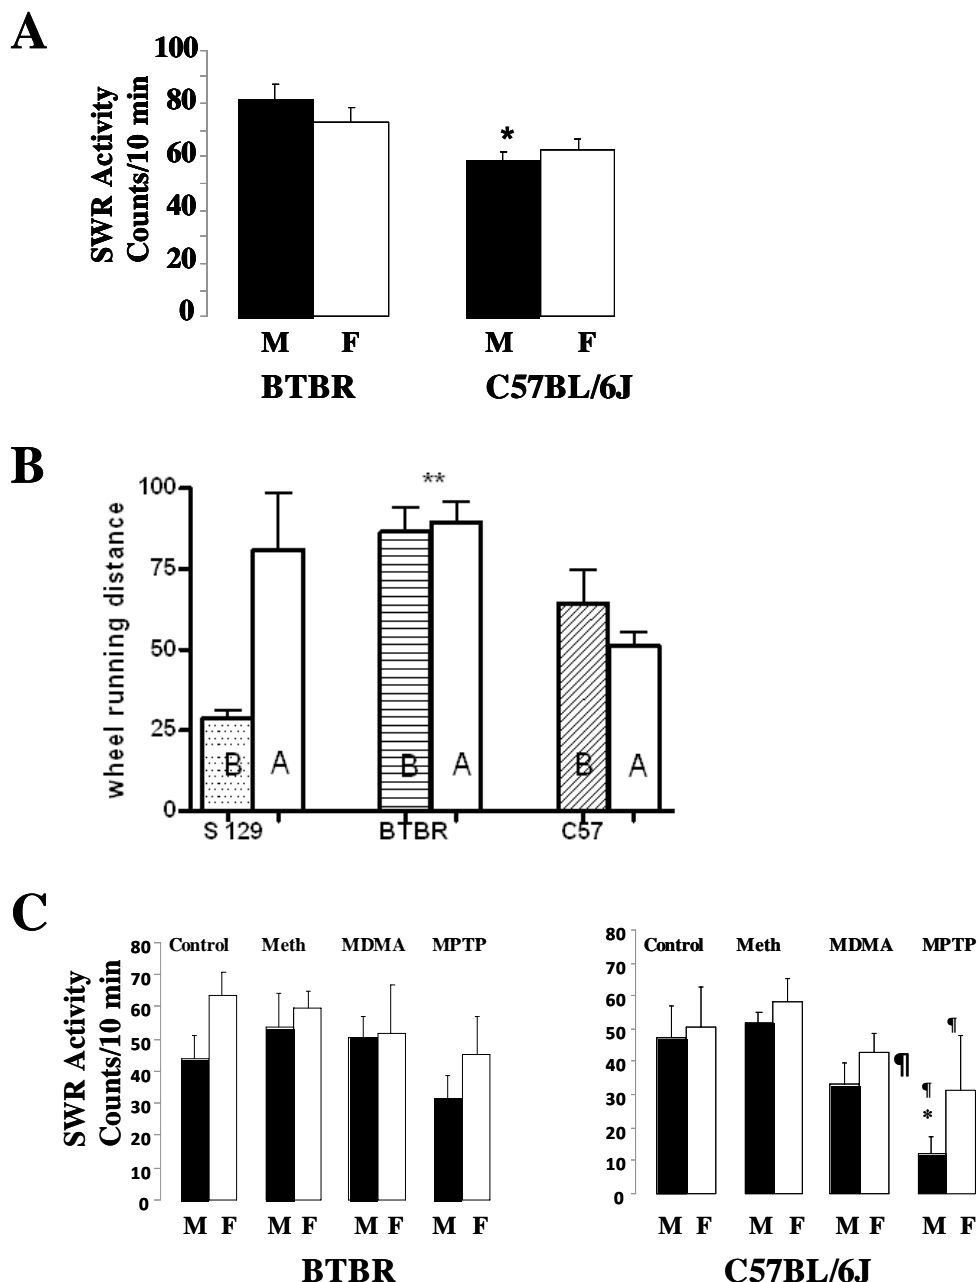 A
100
80
60
40
20
0
SWR Activity
Counts/10 min
*
M F M F
BTBR C57BL/6J
B
100
75
50
25
0
wheel running distance
**
B A B A B A
S 129 BTBR C57
C
80
70
60
50
40
30
20
10
0
SWR Activity
Counts/10 min
Control Meth MDMA MPTP
M F M F M F M F
BTBR
80
70
60
50
40
30
20
10
0
Control Meth MDMA MPTP
¶
¶
¶
*
M F M F M F M F
C57BL/6J